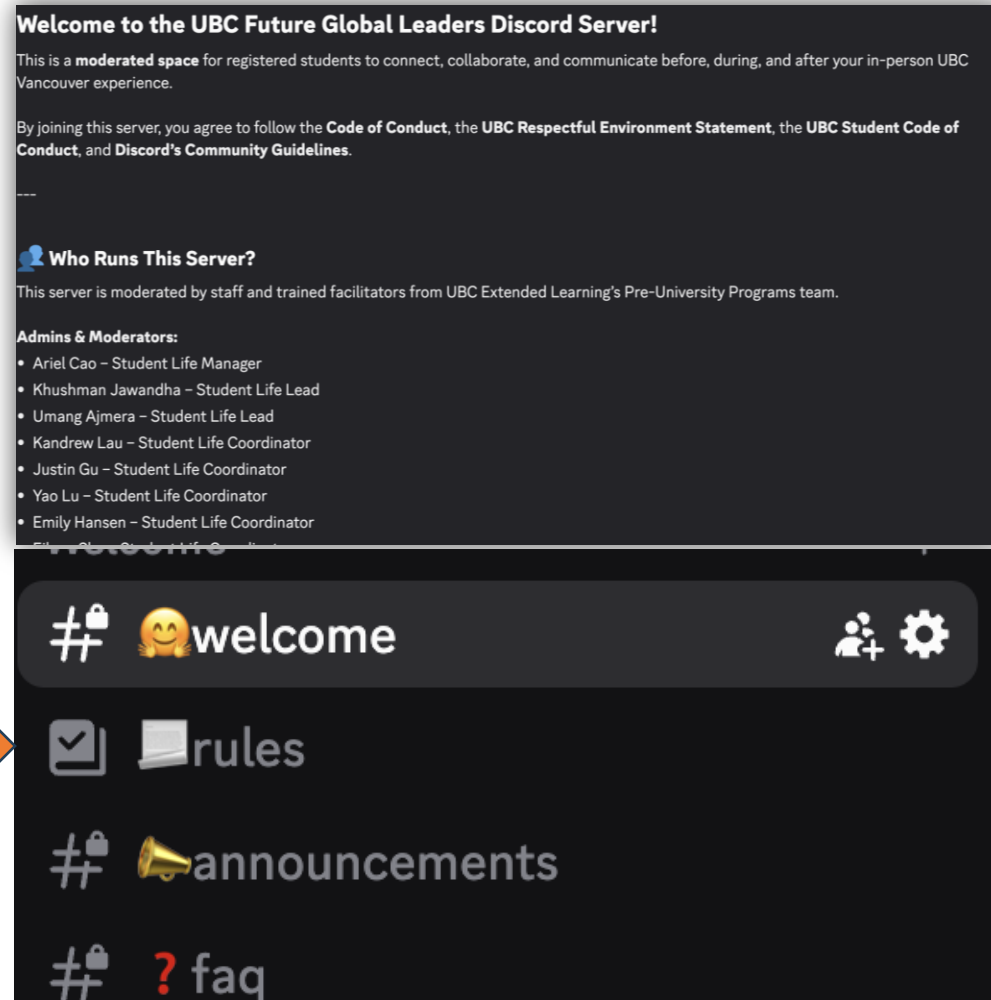 Welcome to the UBC Future Global Leaders Discord Server!
This is a moderated space for registered students to connect, collaborate, and communicate before, during, and after your in-person UBC
Vancouver experience.
By joining this server, you agree to follow the Code of Conduct, the UBC Respectful Environment Statement, the UBC Student Code of
Conduct, and Discord's Community Guidelines.
---
Who Runs This Server?
This server is moderated by staff and trained facilitators from UBC Extended Learning's Pre-University Programs team.
Admins & Moderators:
• Ariel Cao – Student Life Manager
• Khushman Jawandha – Student Life Lead
• Umang Ajmera – Student Life Lead
• Kandrew Lau – Student Life Coordinator
• Justin Gu – Student Life Coordinator
• Yao Lu – Student Life Coordinator
• Emily Hansen – Student Life Coordinator
Welcome
welcome
rules
announcements
❓ faq